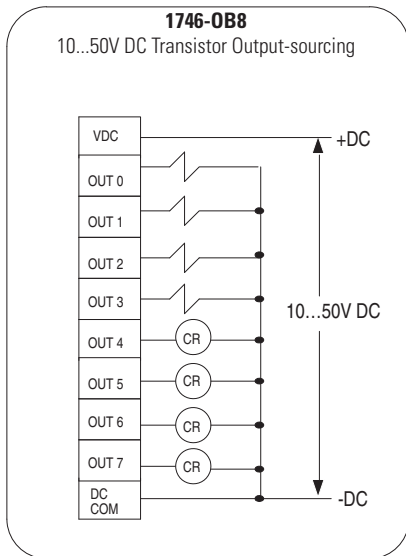 1746-OB8
10...50V DC Transistor Output-sourcing
VDC
+DC
OUT 0
OUT 1
OUT 2
OUT 3
10...50V DC
OUT 4
CR
OUT 5
CR
OUT 6
CR
OUT 7
CR
DC
COM
-DC